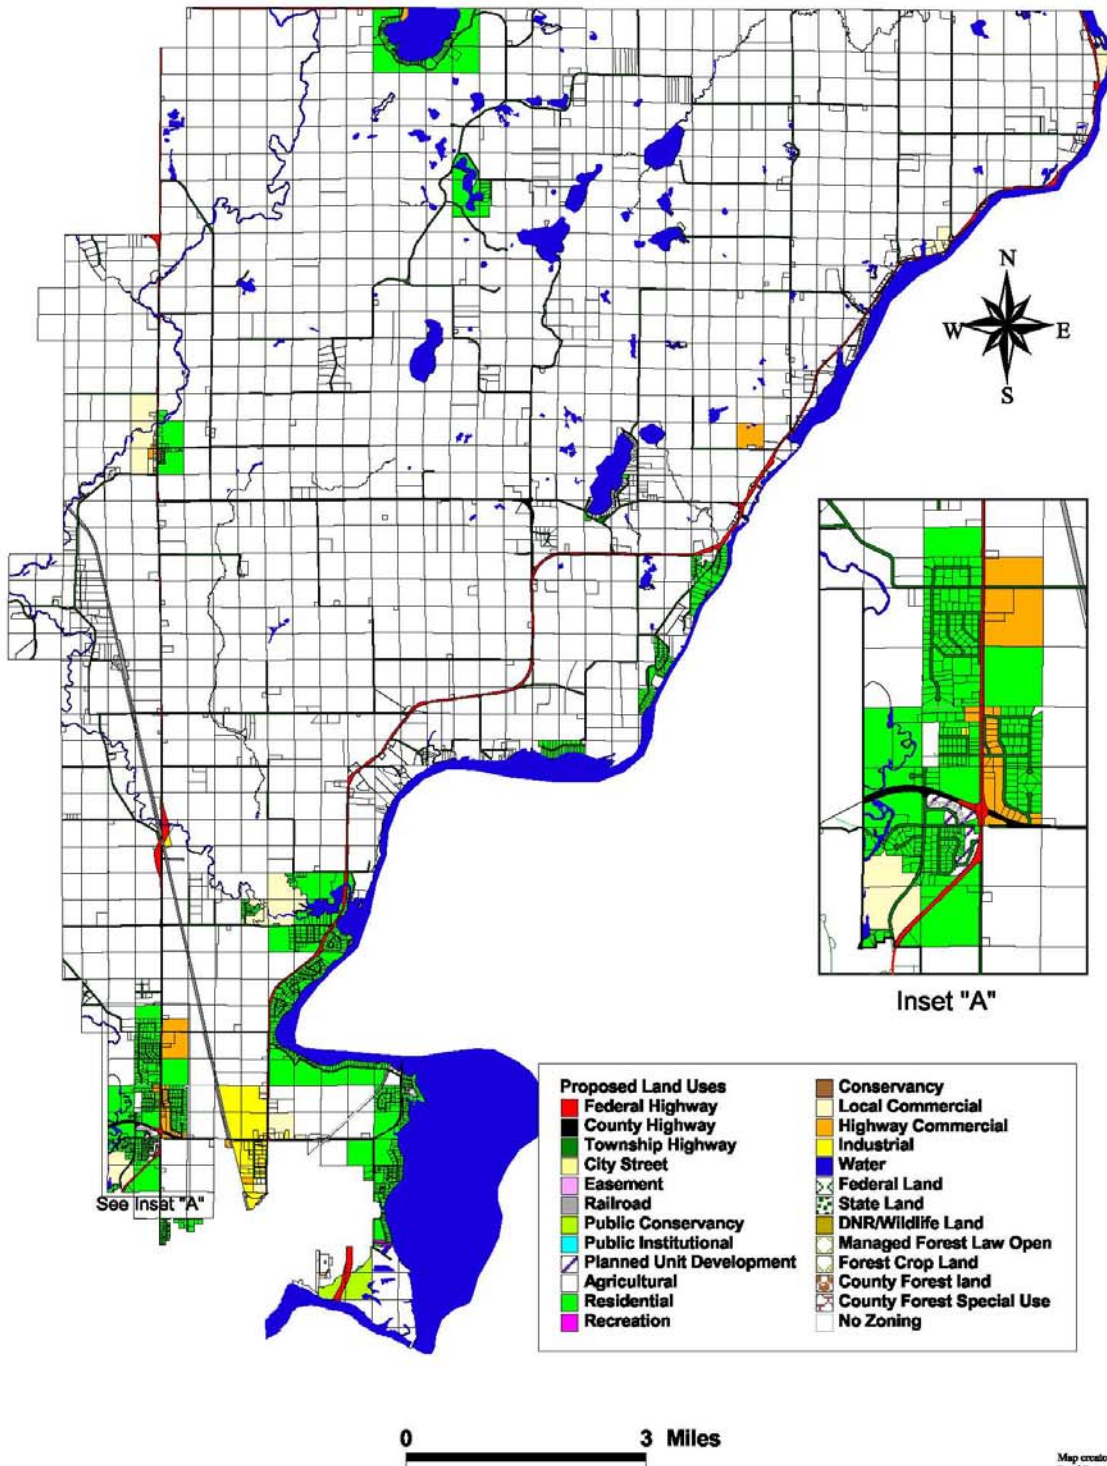 N
W E
S
Inset "A"
See Inset "A"
Proposed Land Uses
Federal Highway
County Highway
Township Highway
City Street
Easement
Railroad
Public Conservancy
Public Institutional
Planned Unit Development
Agricultural
Residential
Recreation
Conservancy
Local Commercial
Highway Commercial
Industrial
Water
Federal Land
State Land
DNR/Wildlife Land
Managed Forest Law Open
Forest Crop Land
County Forest land
County Forest Special Use
No Zoning
0 3 Miles
Map create